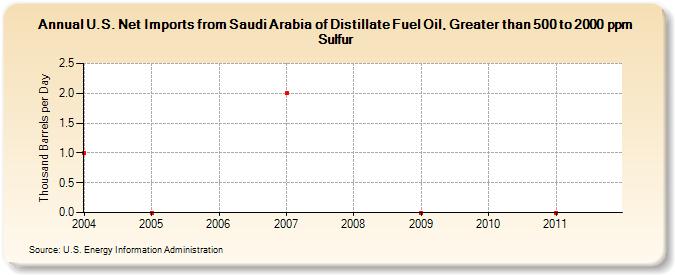 Annual U.S. Net Imports from Saudi Arabia of Distillate Fuel Oil, Greater than 500 to 2000 ppm
Sulfur
Thousand Barrels per Day
2.5
2.0
1.5
1.0
0.5
0.0
2004 2005 2006 2007 2008 2009 2010 2011
Source: U.S. Energy Information Administration